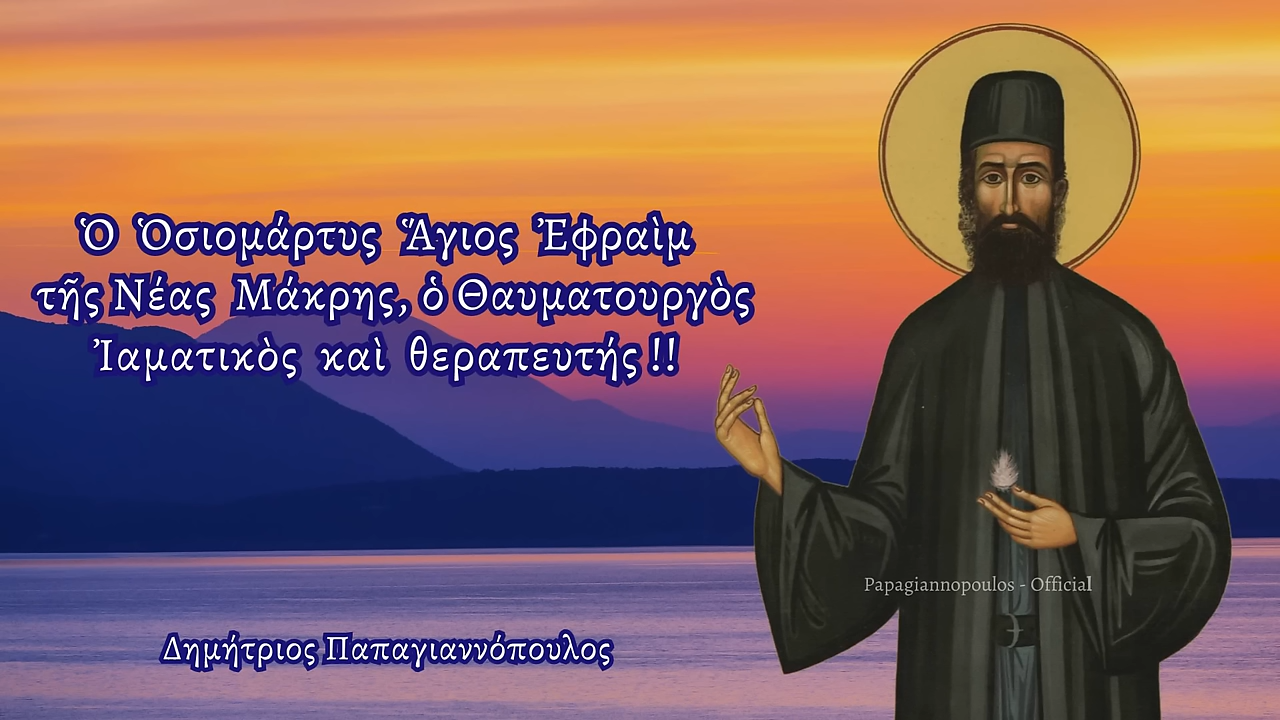 Ὁ Ὁσιομάρτυς Ἅγιος Ἐφραὶμ
τῆς Νέας Μάκρης, ὁ Θαυματουργὸς
Ἰαματικὸς καὶ θεραπευτής !!
Papagiannopoulos - Official
Δημήτριος Παπαγιαννόπουλος